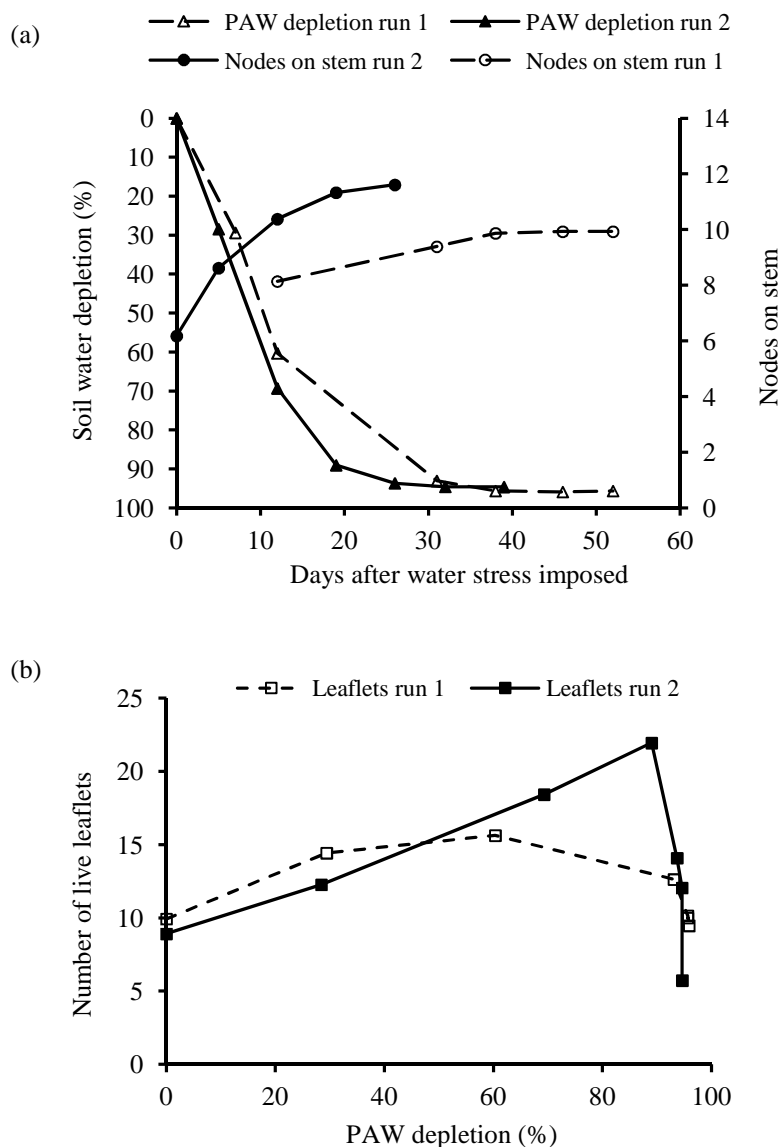 (a)
PAW depletion run 1 PAW depletion run 2
Nodes on stem run 2 Nodes on stem run 1
0
10
20
30
40
50
60
70
80
90
100
Soil water depletion (%)
14
12
10
8
6
4
2
0
Nodes on stem
0 10 20 30 40 50 60
Days after water stress imposed
(b)
Leaflets run 1 Leaflets run 2
25
20
15
10
5
0
Number of live leaflets
0 20 40 60 80 100
PAW depletion (%)